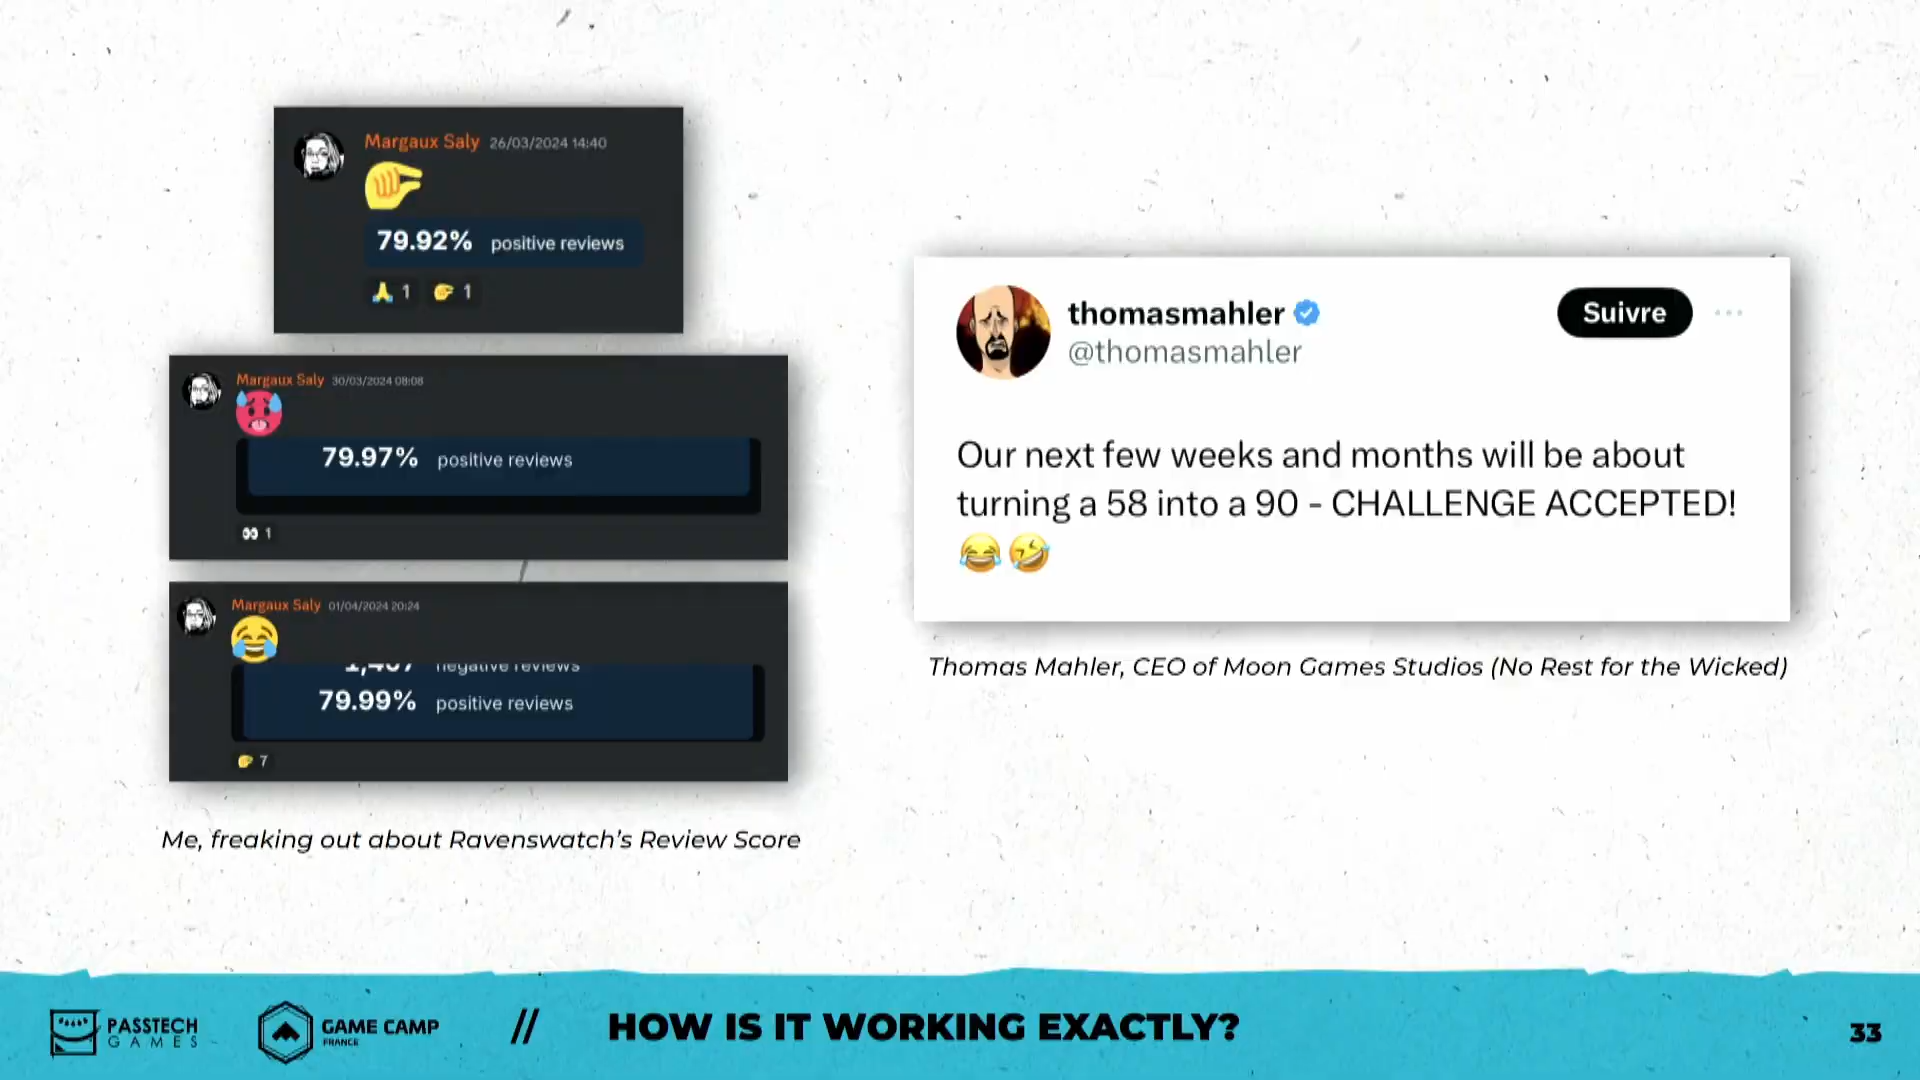 Margaux Saly 26/03/2024 14:40
79.92% positive reviews
1 1
Margaux Saly 30/03/2024 08:08
79.97% positive reviews
1
Margaux Saly 01/04/2024 20:24
negative reviews
79.99% positive reviews
7
Me, freaking out about Ravenswatch's Review Score
thomasmahler
@thomasmahler
Suivre
Our next few weeks and months will be about
turning a 58 into a 90 - CHALLENGE ACCEPTED!
Thomas Mahler, CEO of Moon Games Studios (No Rest for the Wicked)
PASSTECH
GAMES
GAME CAMP
FRANCE
// HOW IS IT WORKING EXACTLY?
33